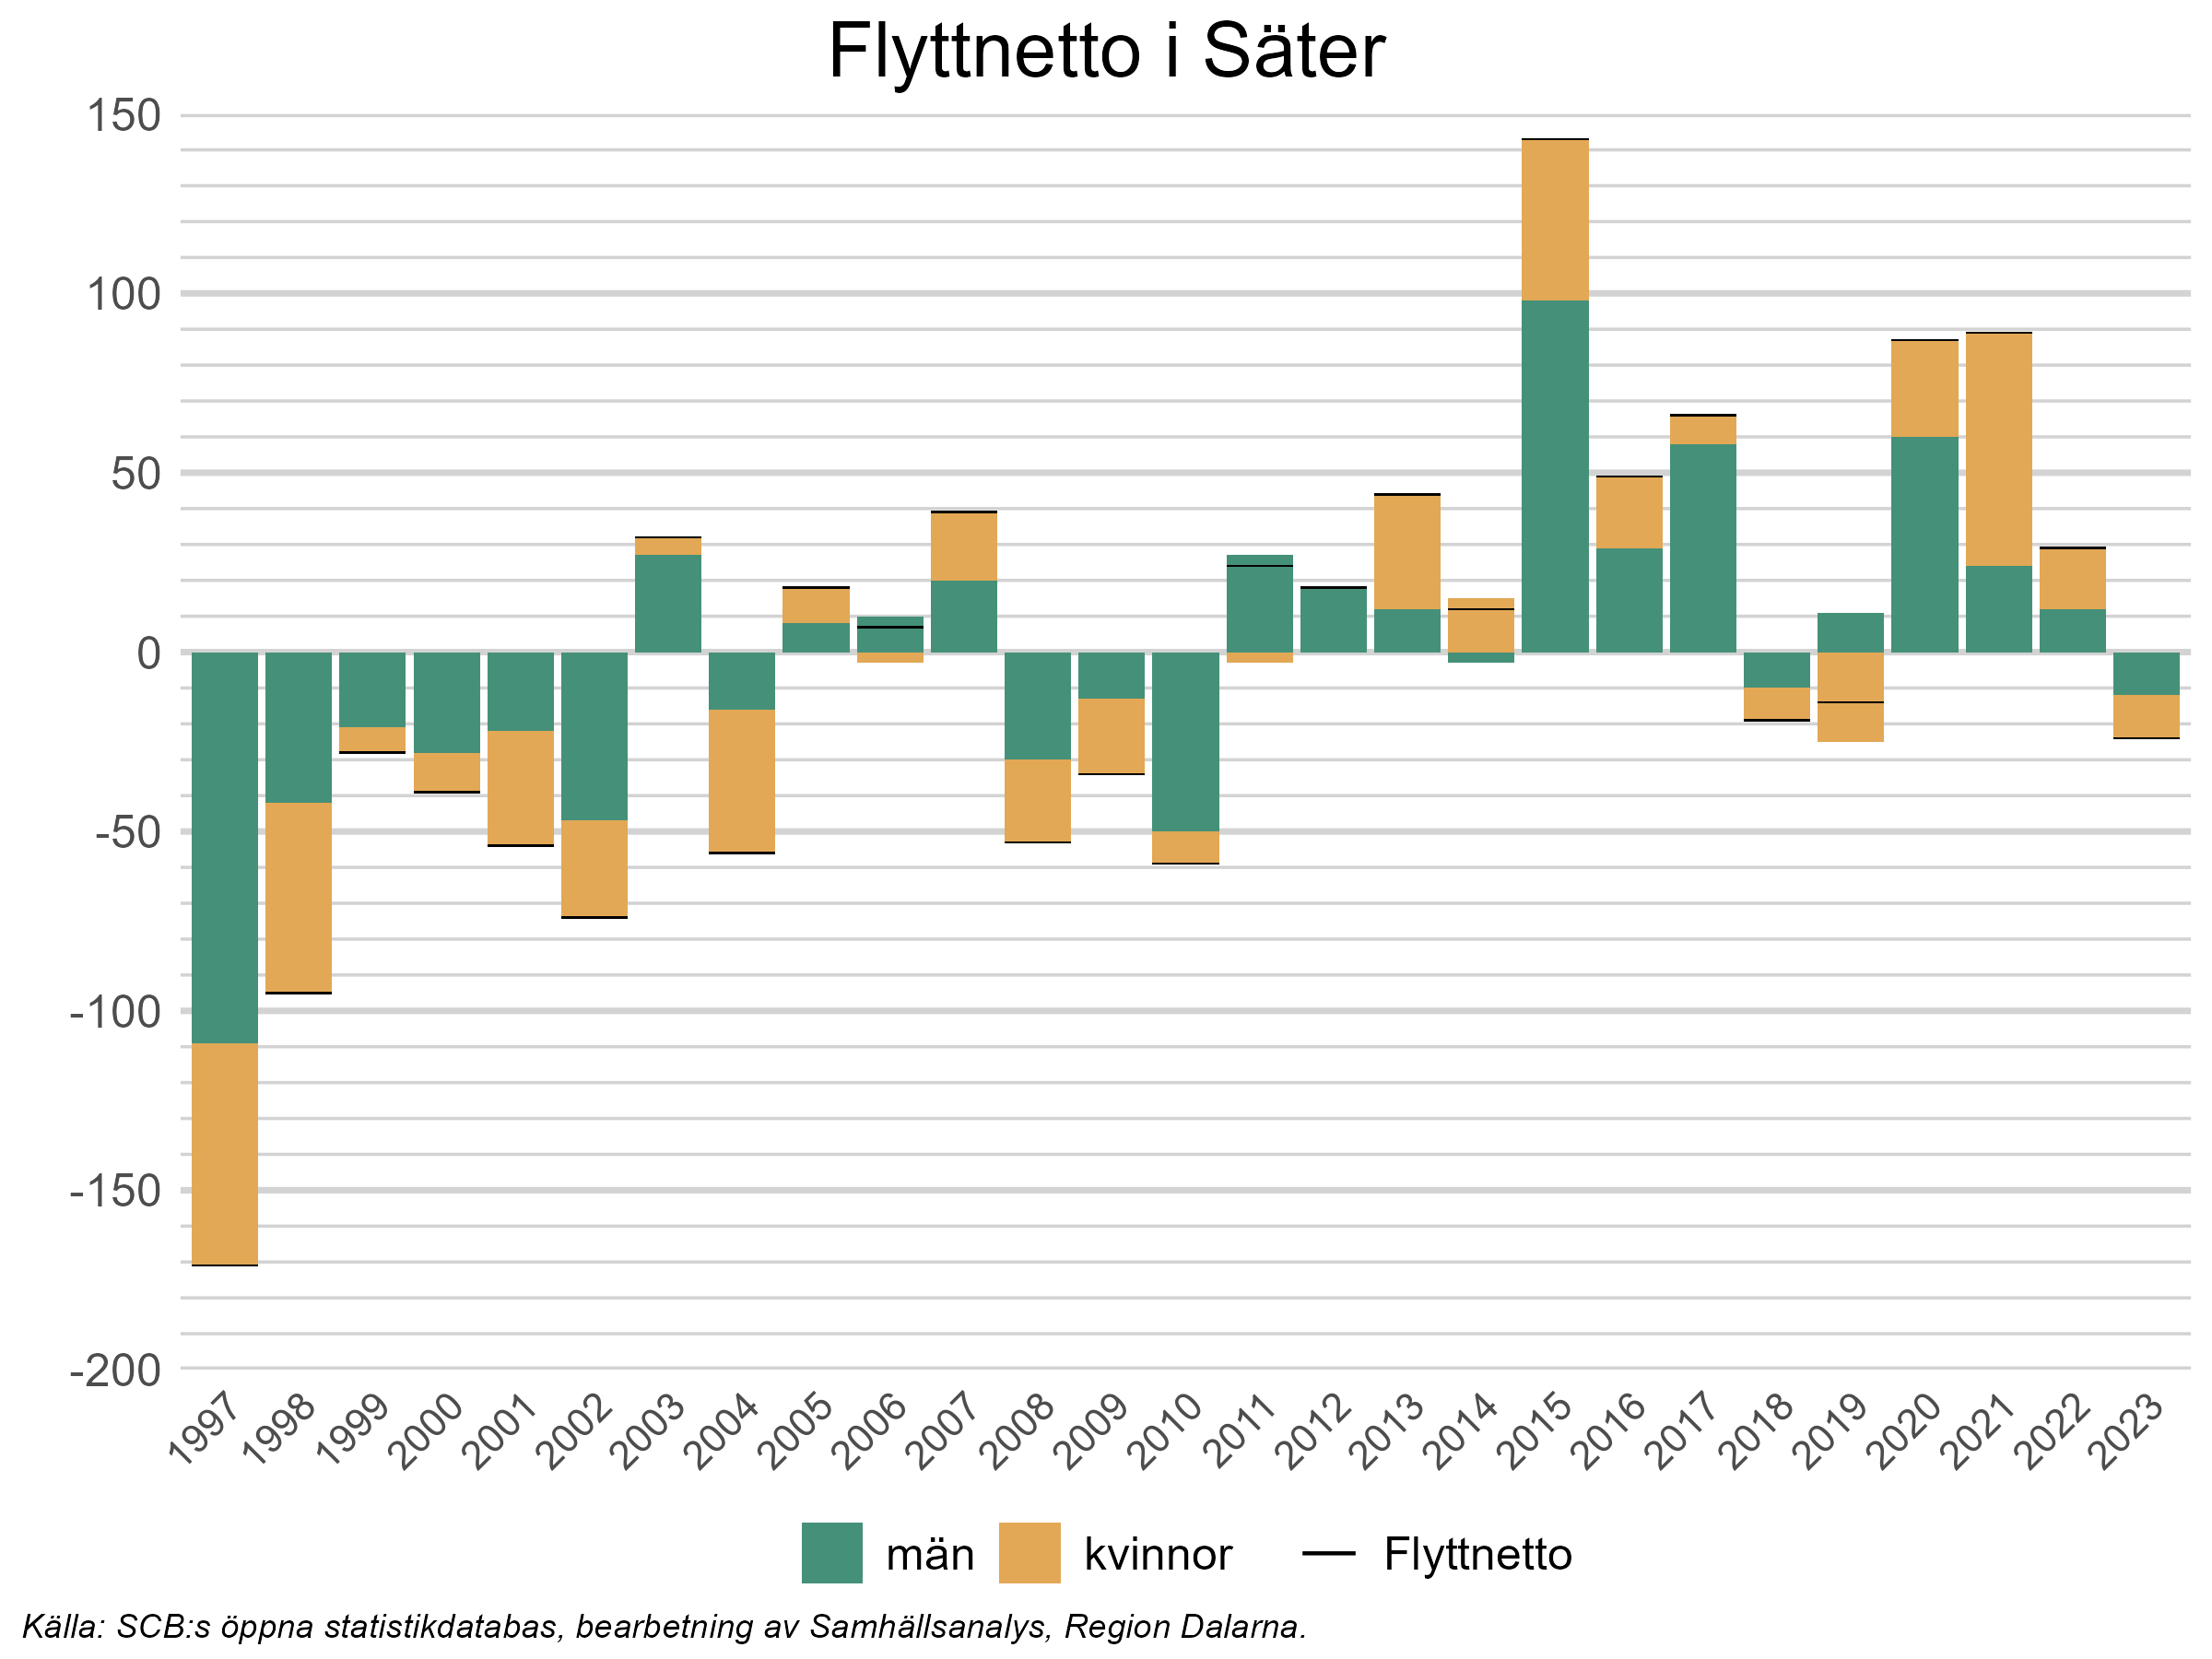 Flyttnetto i Säter
150
100
50
0
-50
-100
-150
-200
1997 1998 1999 2000 2001 2002 2003 2004 2005 2006 2007 2008 2009 2010 2011 2012 2013 2014 2015 2016 2017 2018 2019 2020 2021 2022 2023
män kvinnor Flyttnetto
Källa: SCB:s öppna statistikdatabas, bearbetning av Samhällsanalys, Region Dalarna.